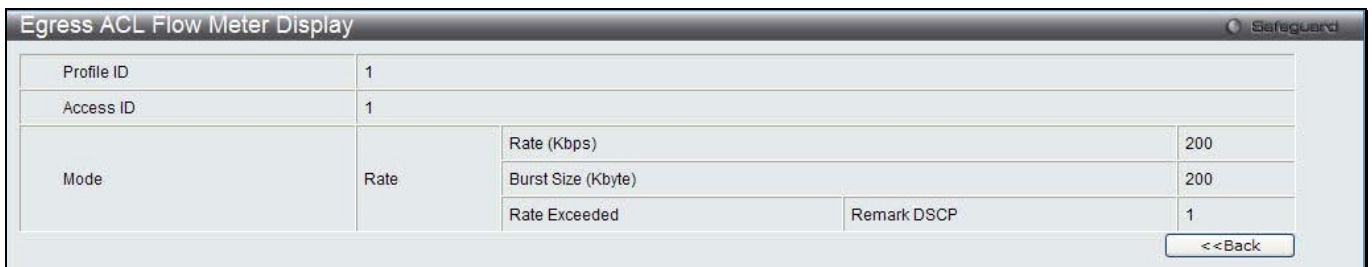 Egress ACL Flow Meter Display
Safeguard
Profile ID 1
Access ID 1
Mode Rate Rate (Kbps) 200
Burst Size (Kbyte) 200
Rate Exceeded Remark DSCP 1
<<Back